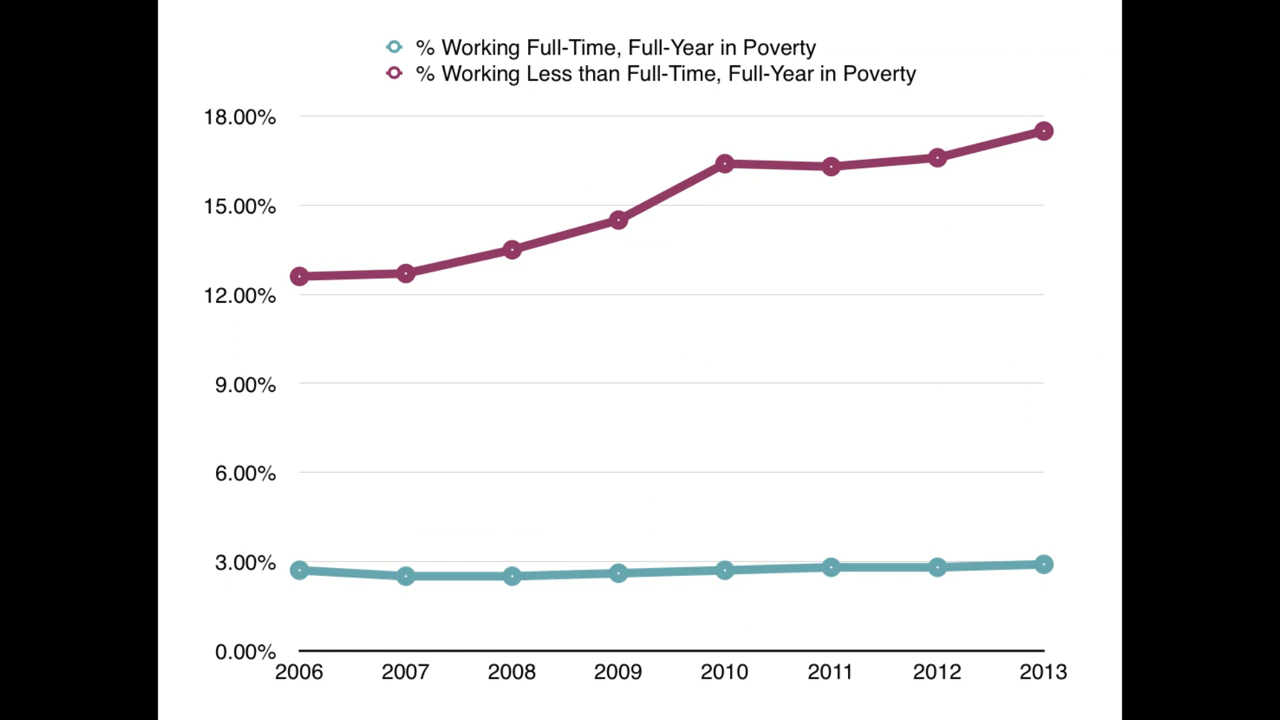 % Working Full-Time, Full-Year in Poverty
% Working Less than Full-Time, Full-Year in Poverty
18.00%
15.00%
12.00%
9.00%
6.00%
3.00%
0.00%
2006 2007 2008 2009 2010 2011 2012 2013